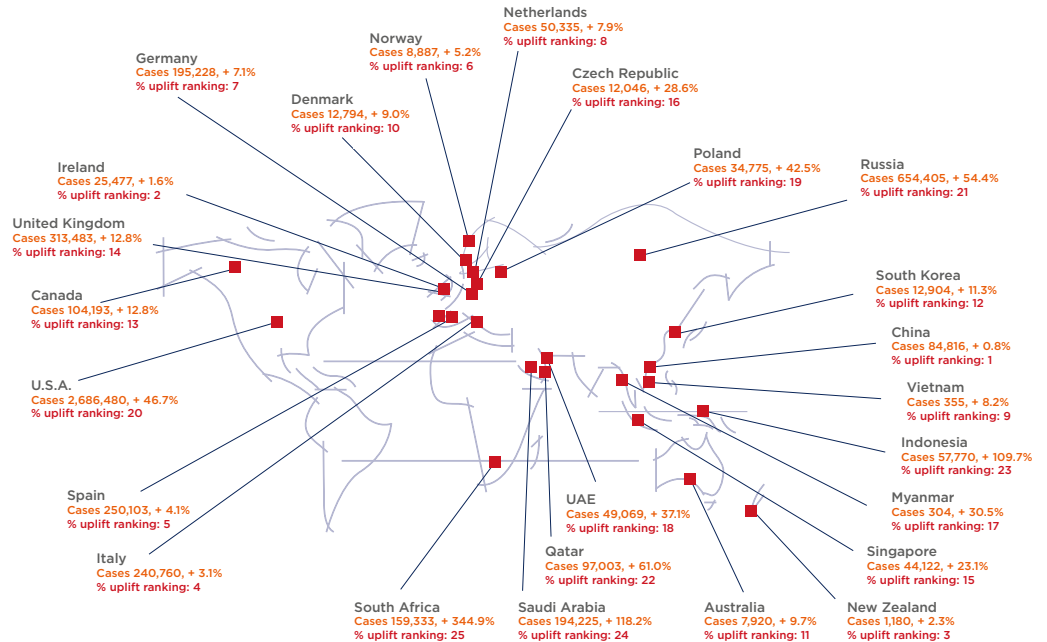 Netherlands
Cases 50,335, + 7.9%
% uplift ranking: 8
Norway
Cases 8,887, + 5.2%
% uplift ranking: 6
Germany
Cases 195,228, + 7.1%
% uplift ranking: 7
Czech Republic
Cases 12,046, + 28.6%
% uplift ranking: 16
Denmark
Cases 12,794, + 9.0%
% uplift ranking: 10
Poland
Cases 34,775, + 42.5%
% uplift ranking: 19
Russia
Cases 654,405, + 54.4%
% uplift ranking: 21
Ireland
Cases 25,477, + 1.6%
% uplift ranking: 2
United Kingdom
Cases 313,483, + 12.8%
% uplift ranking: 14
South Korea
Cases 12,904, + 11.3%
% uplift ranking: 12
Canada
Cases 104,193, + 12.8%
% uplift ranking: 13
China
Cases 84,816, + 0.8%
% uplift ranking: 1
U.S.A.
Cases 2,686,480, + 46.7%
% uplift ranking: 20
Vietnam
Cases 355, + 8.2%
% uplift ranking: 9
Indonesia
Cases 57,770, + 109.7%
% uplift ranking: 23
Spain
Cases 250,103, + 4.1%
% uplift ranking: 5
UAE
Cases 49,069, + 37.1%
% uplift ranking: 18
Myanmar
Cases 304, + 30.5%
% uplift ranking: 17
Italy
Cases 240,760, + 3.1%
% uplift ranking: 4
Qatar
Cases 97,003, + 61.0%
% uplift ranking: 22
Singapore
Cases 44,122, + 23.1%
% uplift ranking: 15
South Africa
Cases 159,333, + 344.9%
% uplift ranking: 25
Saudi Arabia
Cases 194,225, + 118.2%
% uplift ranking: 24
Australia
Cases 7,920, + 9.7%
% uplift ranking: 11
New Zealand
Cases 1,180, + 2.3%
% uplift ranking: 3